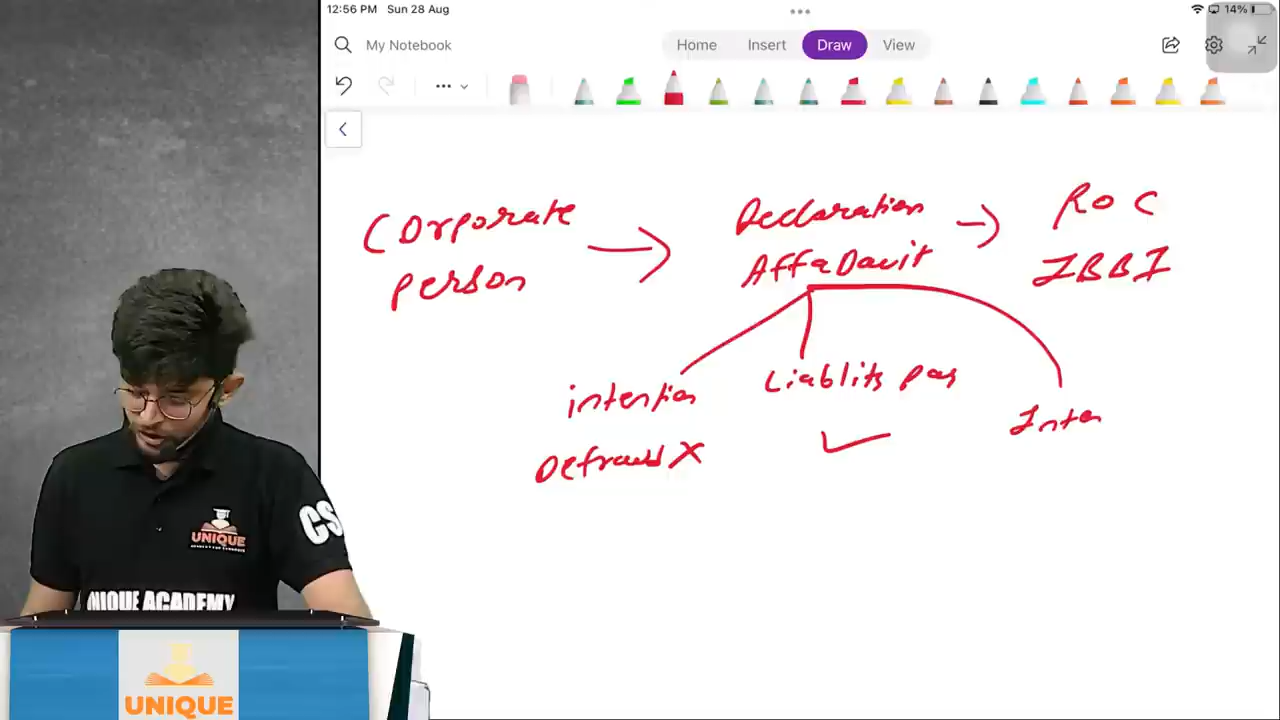 12:56 PM Sun 28 Aug
14%
My Notebook
Home Insert Draw View
Corporate
person
Declaration
AffaDavit
ROC
IBBI
intention
Defraud X
Liablits pay
Inten
CS
UNIQUE
UNIQUE ACADEMY
UNIQUE